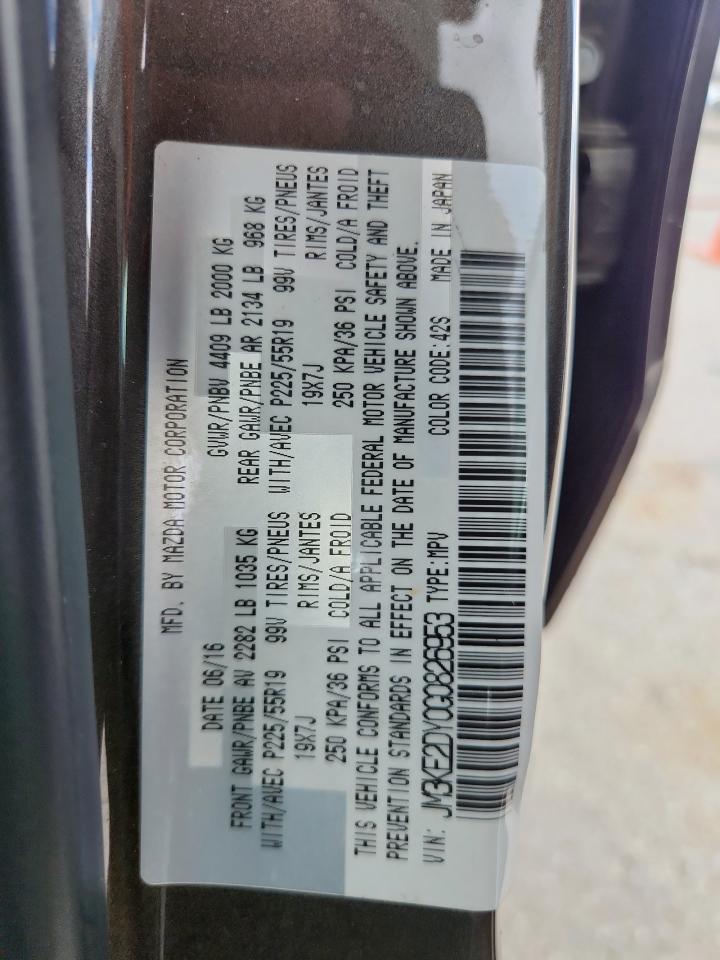 MFD. BY MAZDA MOTOR CORPORATION
DATE 06/16 GVWR/PNBV 4409 LB 2000 KG
FRONT GAWR/PNBE AV 2282 LB 1035 KG REAR GAWR/PNBE AR 2134 LB 968 KG
WITH/AVEC P225/55R19 99V TIRES/PNEUS WITH/AVEC P225/55R19 99V TIRES/PNEUS
19X7J RIMS/JANTES 19X7J RIMS/JANTES
250 KPA/36 PSI COLD/A FROID 250 KPA/36 PSI COLD/A FROID
THIS VEHICLE CONFORMS TO ALL APPLICABLE FEDERAL MOTOR VEHICLE SAFETY AND THEFT
PREVENTION STANDARDS IN EFFECT ON THE DATE OF MANUFACTURE SHOWN ABOVE.
VIN: JM3KE2DY0G0826953 TYPE:MPV COLOR CODE:42S MADE IN JAPAN